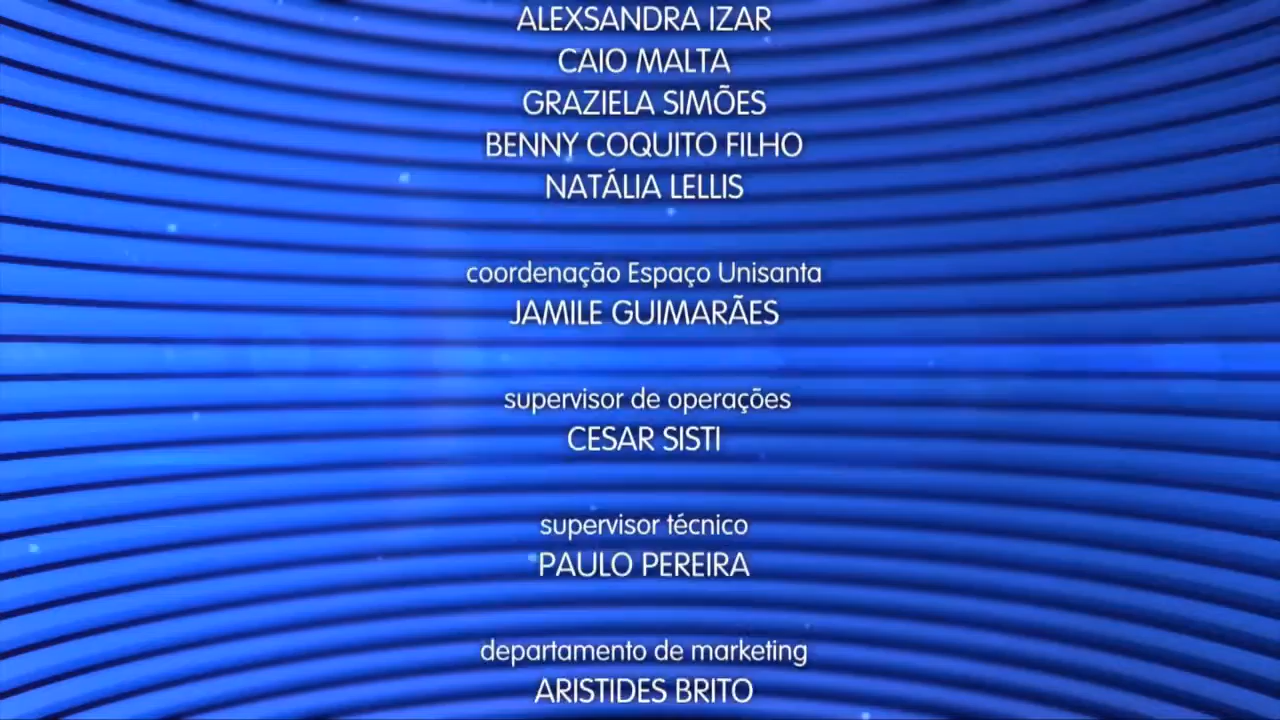 ALEXSANDRA IZAR
CAIO MALTA
GRAZIELA SIMÕES
BENNY COQUITO FILHO
NATÁLIA LELLIS
coordenação Espaço Unisanta
JAMILE GUIMARÃES
supervisor de operações
CESAR SISTI
supervisor técnico
PAULO PEREIRA
departamento de marketing
ARISTIDES BRITO